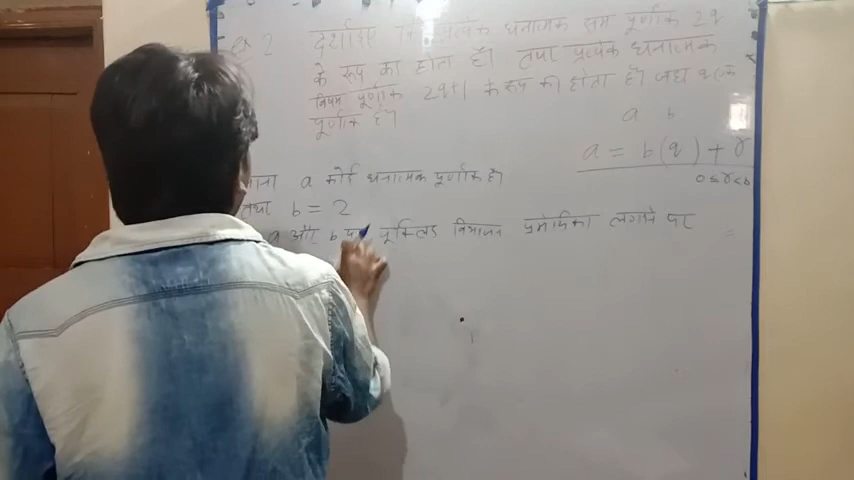 2 दर्शाइए कि प्रत्येक धनात्मक सम पूर्णांक 2q
के रूप का होता है। तथा प्रत्येक धनात्मक
विषम पूर्णांक 2q+1 के रूप की होता है। जहां q एक
पूर्णांक है।
a b
a = b(q) + r
0≤r<b
माना a कोई धनात्मक पूर्णांक है।
तथा b = 2
a और b पर यूक्लिड विभाजन प्रमेयिका लगाने पर